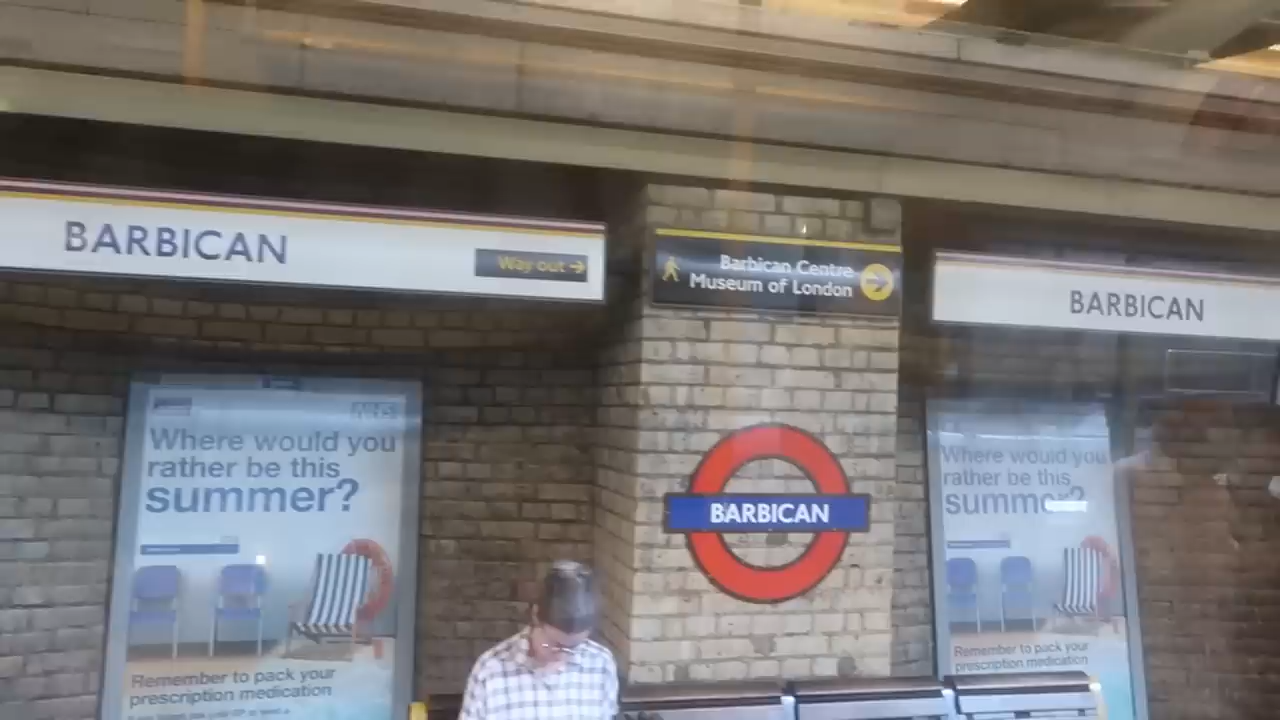 BARBICAN
Way out →
Barbican Centre
Museum of London
BARBICAN
NHS
Where would you
rather be this
summer?
Remember to pack your
prescription medication
BARBICAN
Where would you
rather be this
summer?
Remember to pack your
prescription medication